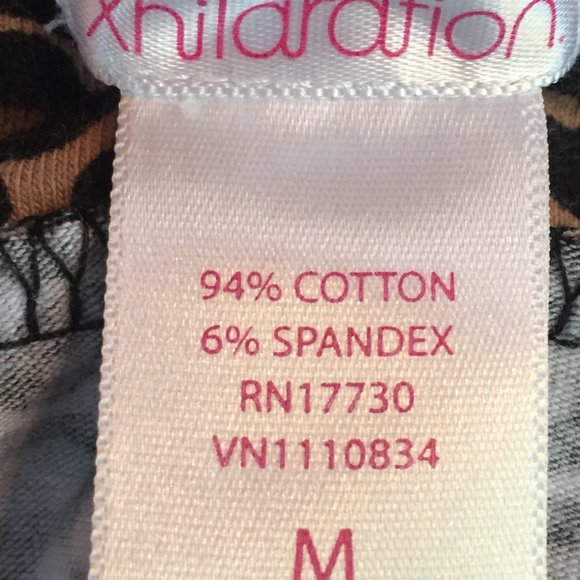 xhilaration.
94% COTTON
6% SPANDEX
RN17730
VN1110834
M